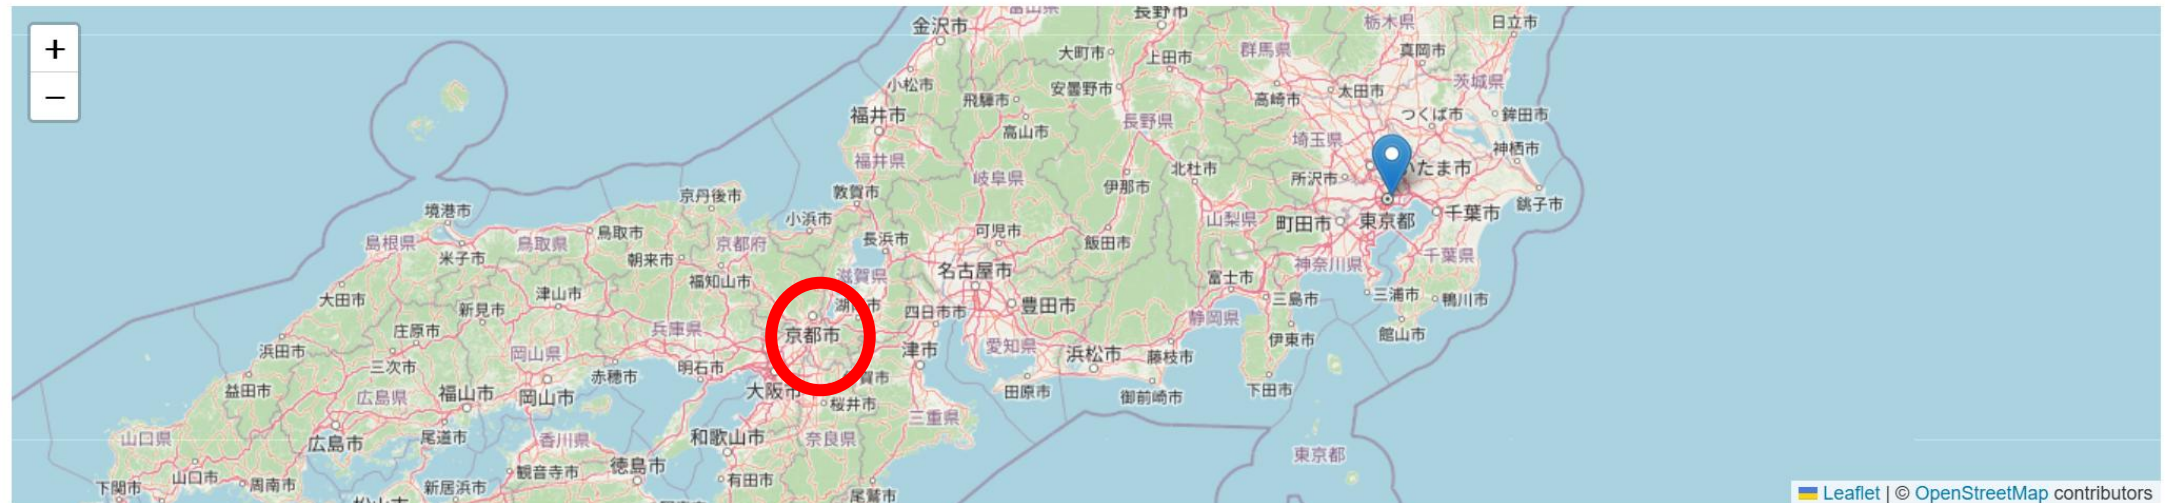 +
−
金沢市
長野市
栃木県
日立市
大町市
上田市
群馬県
真岡市
小松市
飛騨市
安曇野市
高崎市
太田市
茨城県
福井市
高山市
長野県
つくば市
鉾田市
埼玉県
福井県
岐阜県
伊那市
北杜市
所沢市
いたま市
神栖市
京丹後市
敦賀市
境港市
小浜市
山梨県
町田市
東京都
千葉市
銚子市
島根県
鳥取県
鳥取市
京都府
長浜市
可児市
飯田市
米子市
朝来市
福知山市
滋賀県
名古屋市
富士市
神奈川県
千葉県
大田市
新見市
津山市
湖
市
四日市市
豊田市
三島市
三浦市
鴨川市
浜田市
庄原市
兵庫県
京都市
静岡県
館山市
三次市
岡山県
赤穂市
明石市
津市
愛知県
浜松市
藤枝市
伊東市
益田市
広島県
福山市
岡山市
大阪市
賀市
桜井市
田原市
御前崎市
下田市
山口県
広島市
尾道市
香川県
和歌山市
奈良県
三重県
東京都
下関市
山口市
周南市
新居浜市
観音寺市
徳島市
有田市
尾鷲市
Leaflet | © OpenStreetMap contributors